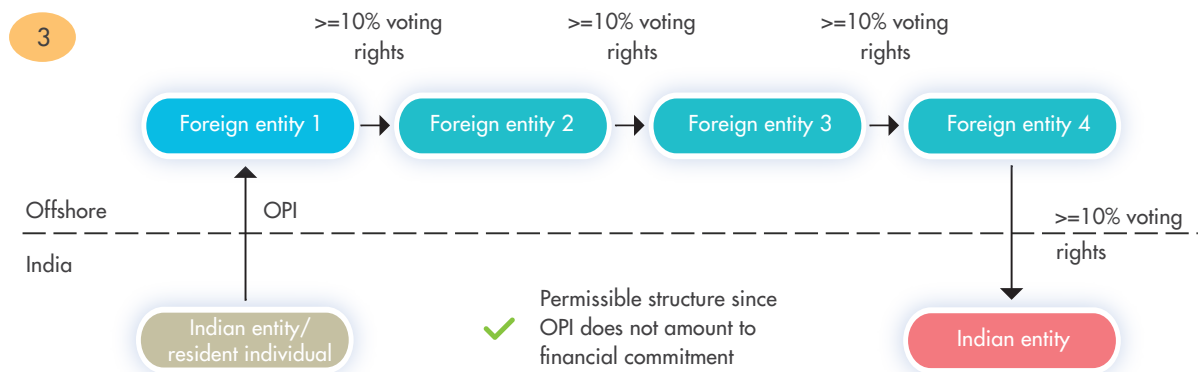 3
>=10% voting
rights
>=10% voting
rights
>=10% voting
rights
Foreign entity 1
Foreign entity 2
Foreign entity 3
Foreign entity 4
Offshore
OPI
>=10% voting
rights
India
Indian entity/
resident individual
Permissible structure since
OPI does not amount to
financial commitment
Indian entity